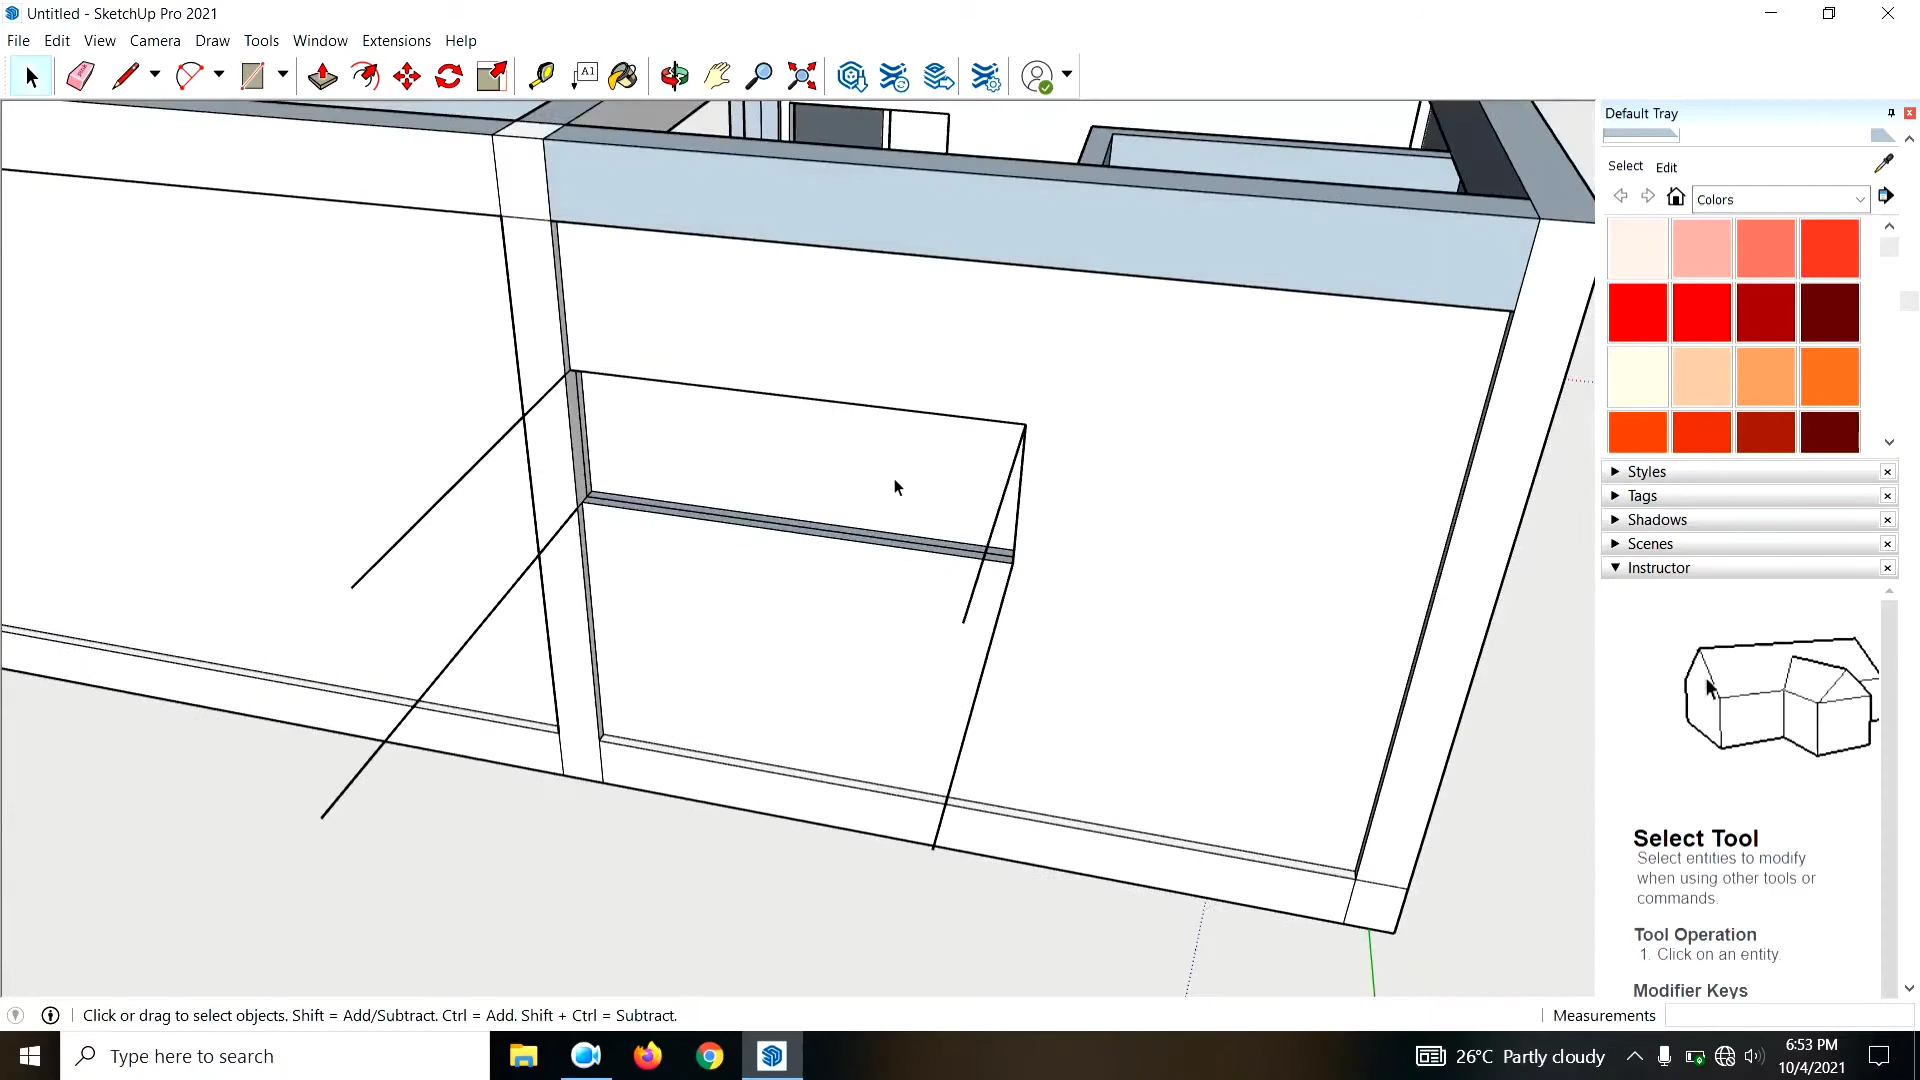 Untitled - SketchUp Pro 2021
File Edit View Camera Draw Tools Window Extensions Help
A1
Default Tray
Select Edit
Colors
Styles
Tags
Shadows
Scenes
Instructor
Select Tool
Select entities to modify
when using other tools or
commands.
Tool Operation
1. Click on an entity.
Modifier Keys
Click or drag to select objects. Shift = Add/Subtract. Ctrl = Add. Shift + Ctrl = Subtract.
Measurements
Type here to search
26°C Partly cloudy
6:53 PM
10/4/2021